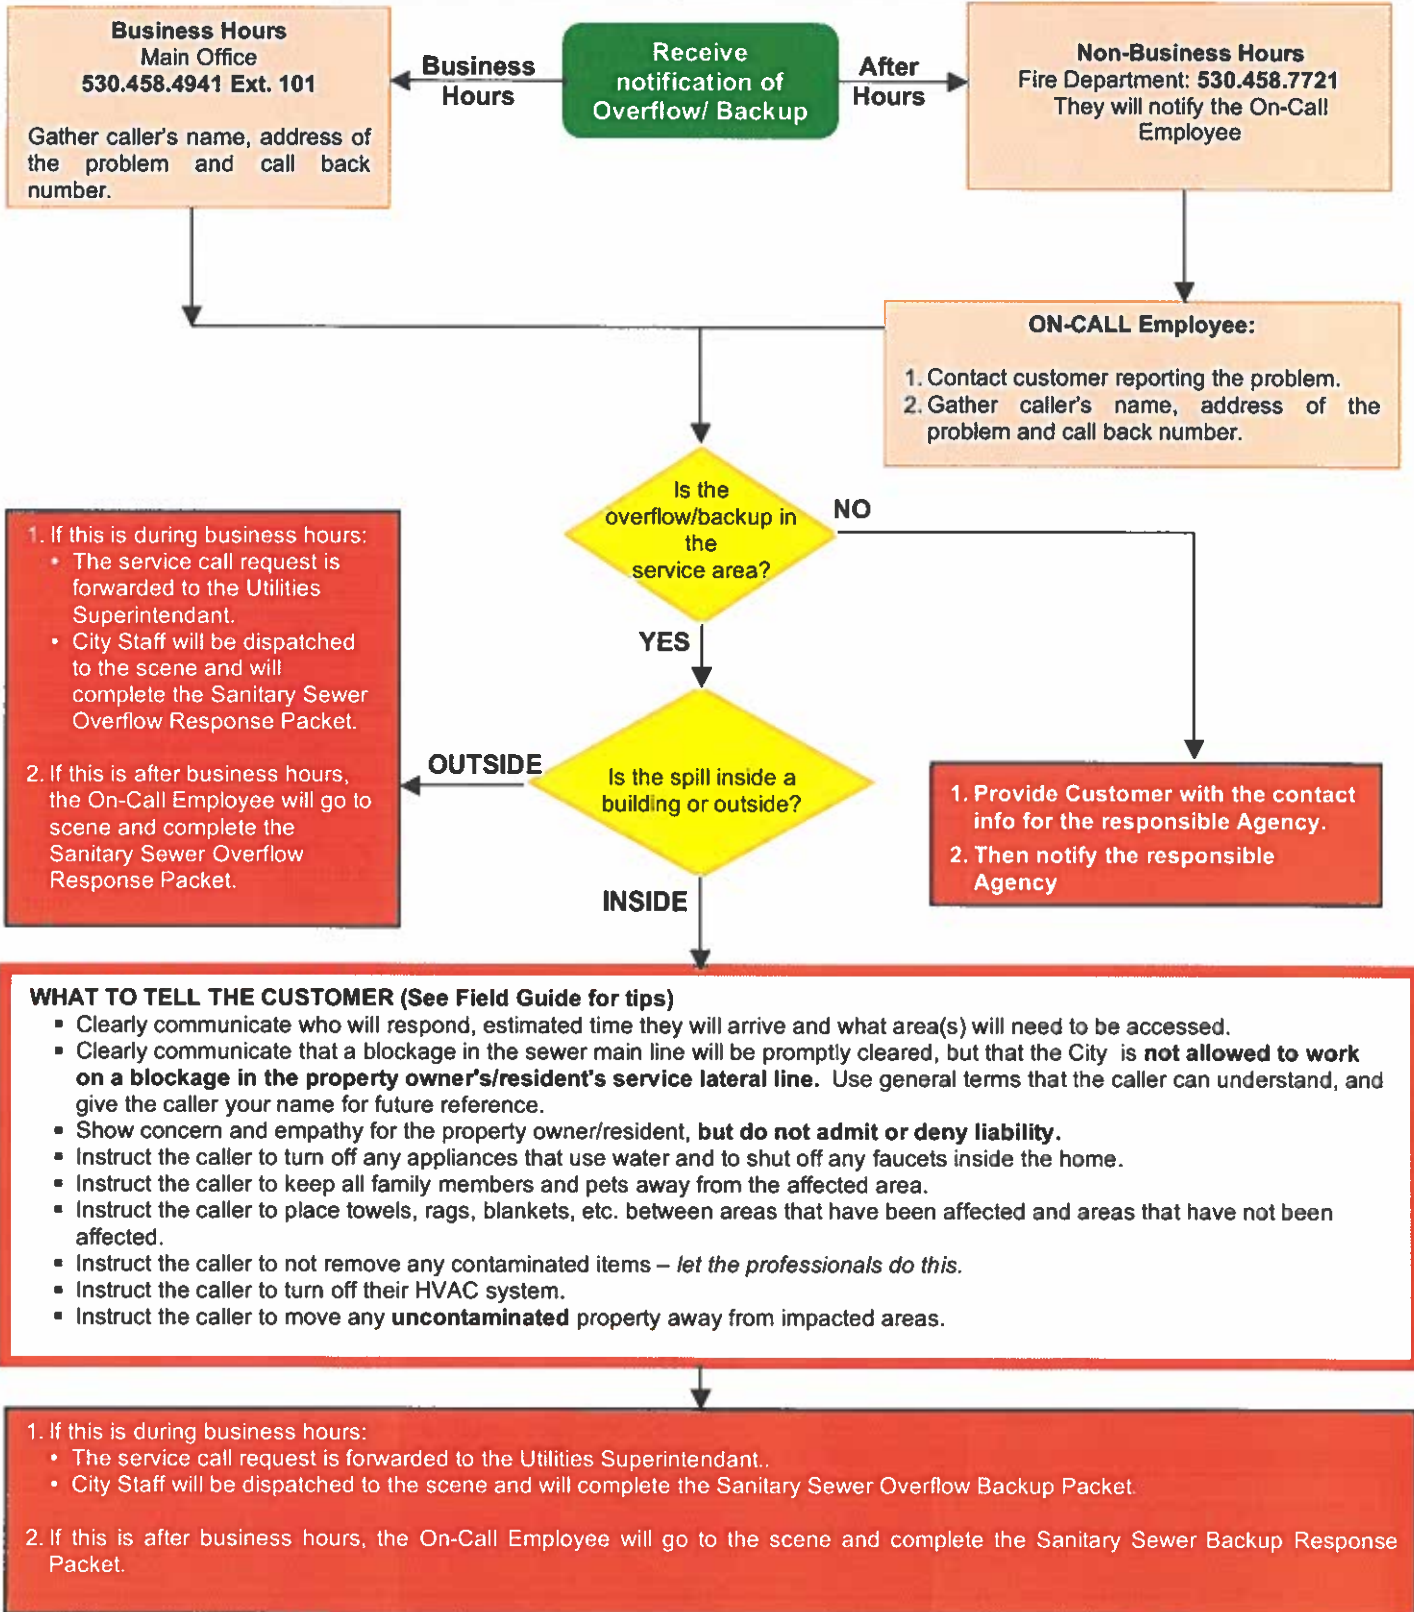 Business Hours
Main Office
530.458.4941 Ext. 101
Gather caller's name, address of
the problem and call back
number.
Business
Hours
Receive
notification of
Overflow/ Backup
After
Hours
Non-Business Hours
Fire Department: 530.458.7721
They will notify the On-Call
Employee
ON-CALL Employee:
1. Contact customer reporting the problem.
2. Gather caller's name, address of the
problem and call back number.
Is the
overflow/backup in
the
service area?
NO
YES
1. If this is during business hours:
• The service call request is
forwarded to the Utilities
Superintendant.
• City Staff will be dispatched
to the scene and will
complete the Sanitary Sewer
Overflow Response Packet.
2. If this is after business hours,
the On-Call Employee will go to
scene and complete the
Sanitary Sewer Overflow
Response Packet.
OUTSIDE
Is the spill inside a
building or outside?
INSIDE
1. Provide Customer with the contact
info for the responsible Agency.
2. Then notify the responsible
Agency
WHAT TO TELL THE CUSTOMER (See Field Guide for tips)
▪ Clearly communicate who will respond, estimated time they will arrive and what area(s) will need to be accessed.
▪ Clearly communicate that a blockage in the sewer main line will be promptly cleared, but that the City is not allowed to work
on a blockage in the property owner's/resident's service lateral line. Use general terms that the caller can understand, and
give the caller your name for future reference.
▪ Show concern and empathy for the property owner/resident, but do not admit or deny liability.
▪ Instruct the caller to turn off any appliances that use water and to shut off any faucets inside the home.
▪ Instruct the caller to keep all family members and pets away from the affected area.
▪ Instruct the caller to place towels, rags, blankets, etc. between areas that have been affected and areas that have not been
affected.
▪ Instruct the caller to not remove any contaminated items – let the professionals do this.
▪ Instruct the caller to turn off their HVAC system.
▪ Instruct the caller to move any uncontaminated property away from impacted areas.
1. If this is during business hours:
• The service call request is forwarded to the Utilities Superintendant..
• City Staff will be dispatched to the scene and will complete the Sanitary Sewer Overflow Backup Packet.
2. If this is after business hours, the On-Call Employee will go to the scene and complete the Sanitary Sewer Backup Response
Packet.